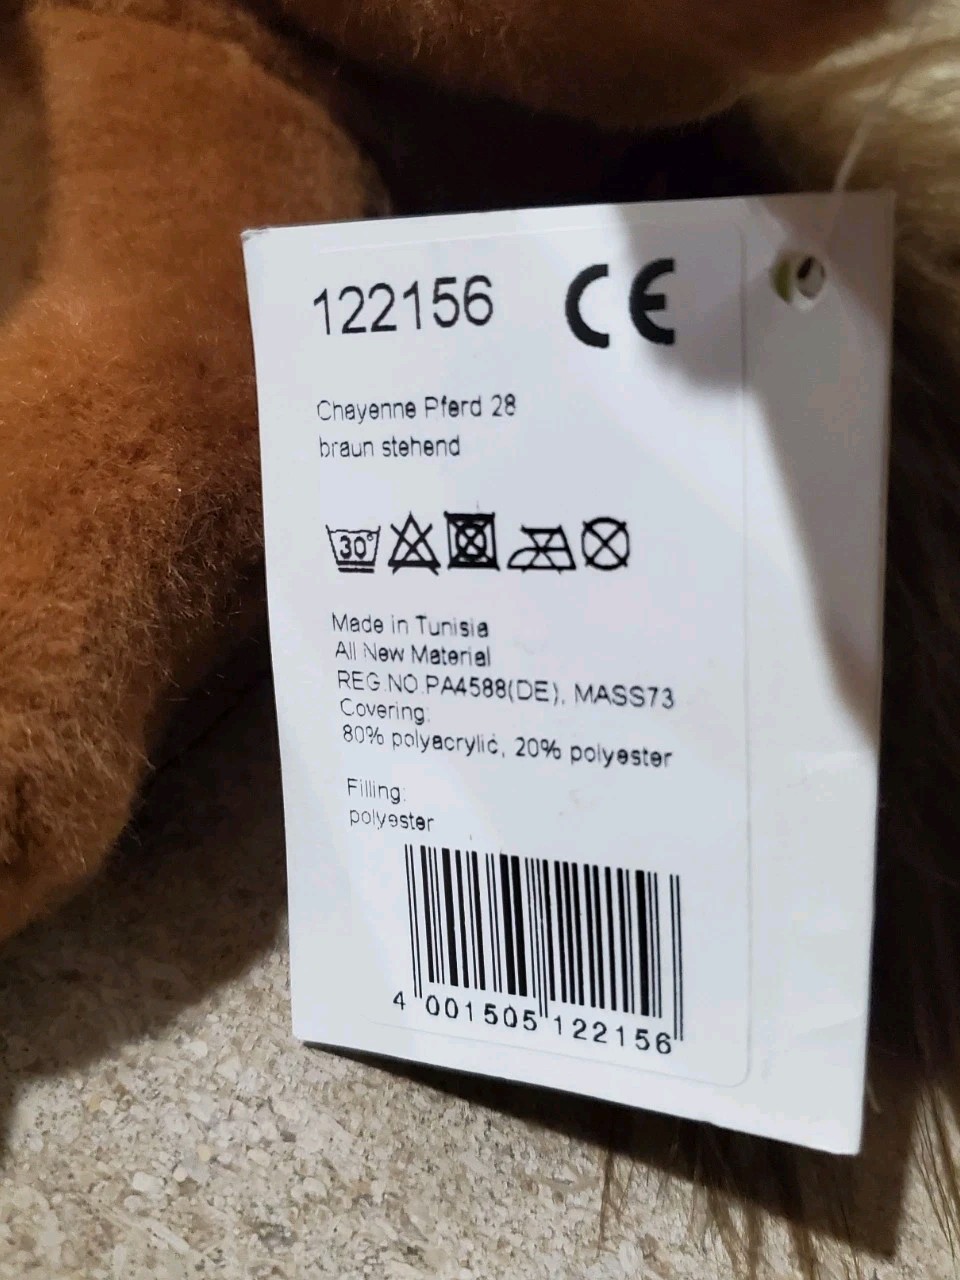 122156 CE
Chayenne Pferd 28
braun stehend
30°
Made in Tunisia
All New Material
REG.NO.PA4588(DE), MASS73
Covering:
80% polyacrylic, 20% polyester
Filling:
polyester
4 001505 122156